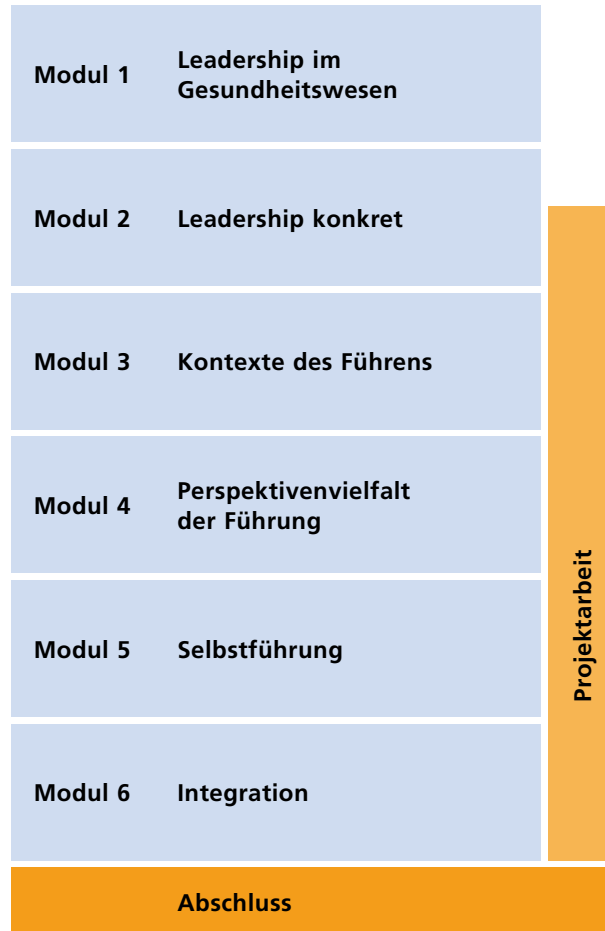 Modul 1
Leadership im
Gesundheitswesen
Modul 2
Leadership konkret
Modul 3
Kontexte des Führens
Modul 4
Perspektivenvielfalt
der Führung
Modul 5
Selbstführung
Modul 6
Integration
Projektarbeit
Abschluss